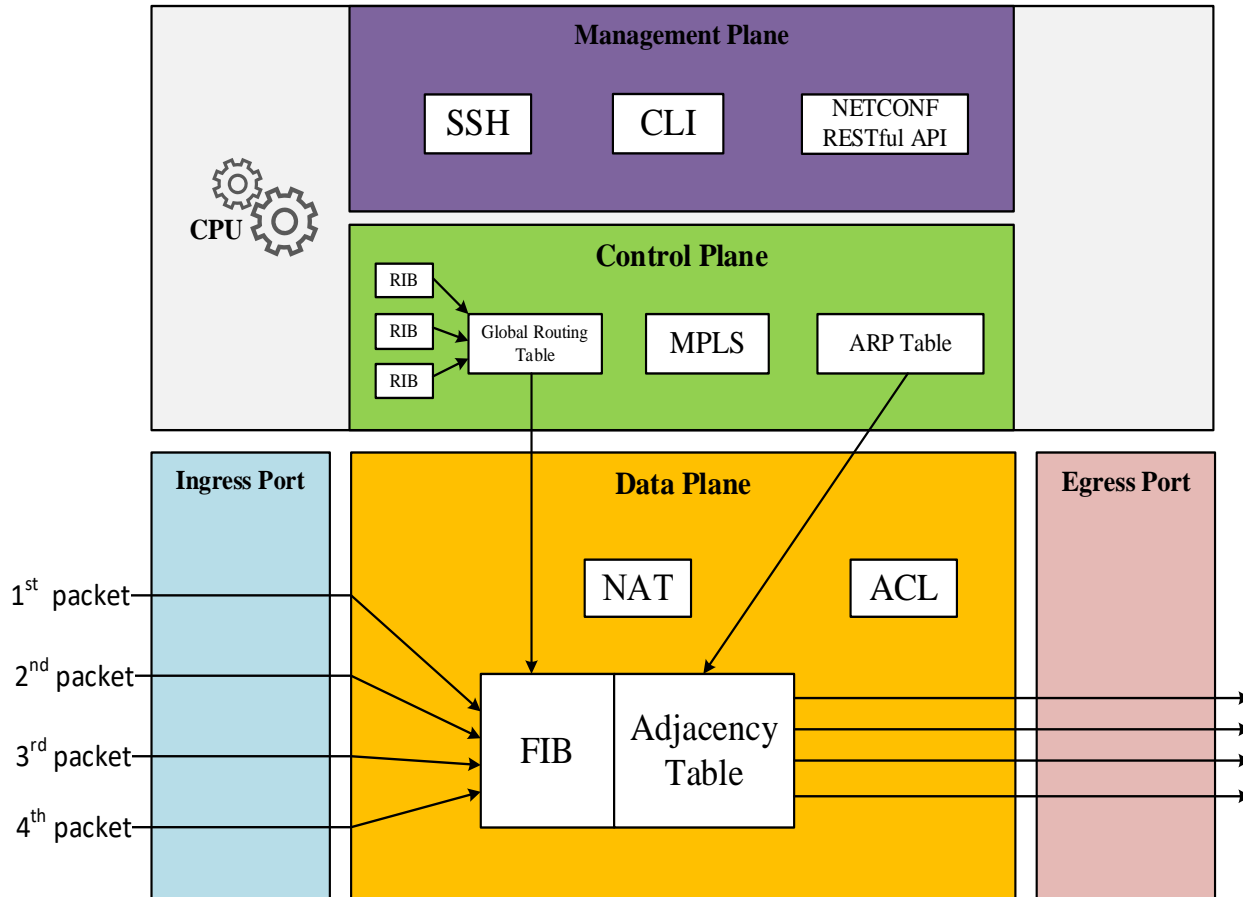 Management Plane
SSH
CLI
NETCONF
RESTful API
CPU
Control Plane
RIB
RIB
RIB
Global Routing
Table
MPLS
ARP Table
Ingress Port
Data Plane
Egress Port
NAT
ACL
1st packet
2nd packet
3rd packet
4th packet
FIB
Adjacency
Table